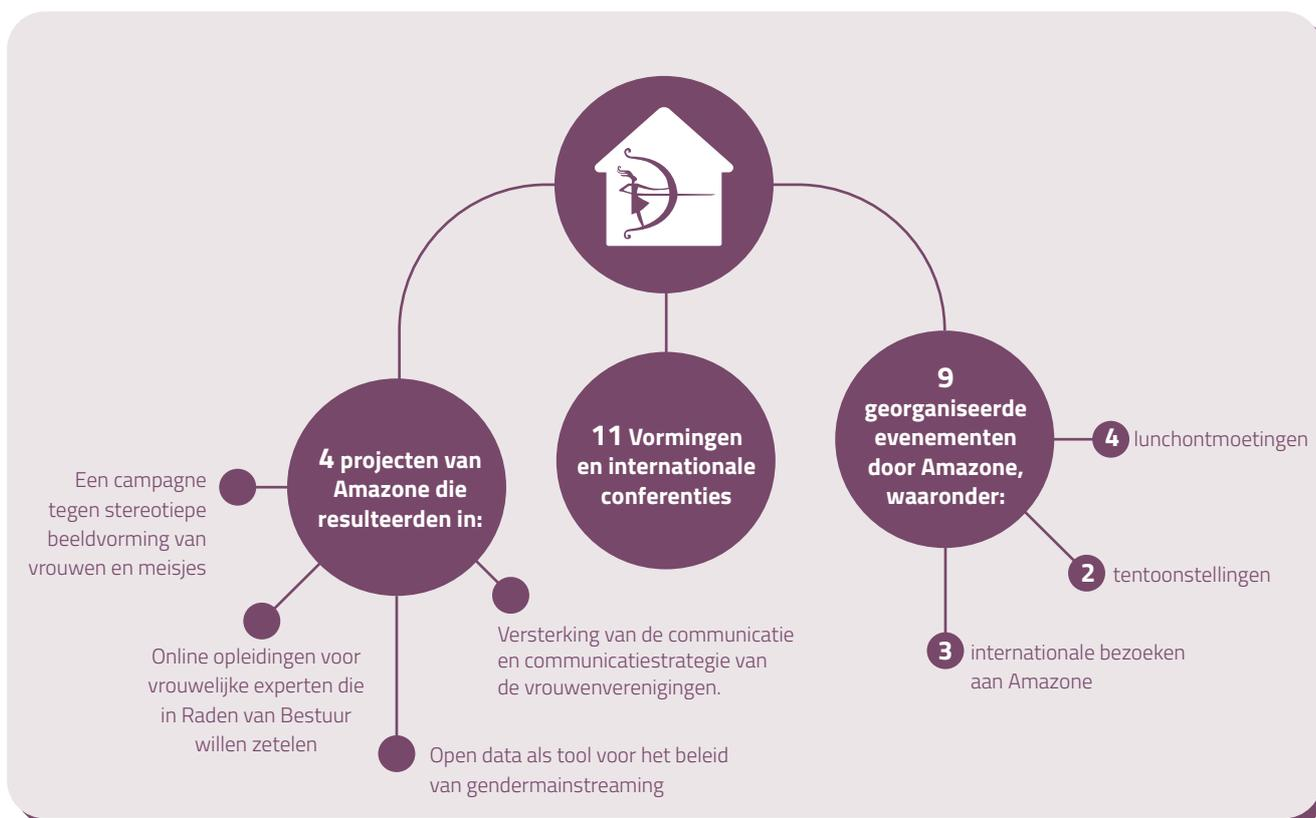 4 projecten van
Amazone die
resulteerden in:
Een campagne
tegen stereotiepe
beeldvorming van
vrouwen en meisjes
Online opleidingen voor
vrouwelijke experten die
in Raden van Bestuur
willen zetelen
Open data als tool voor het beleid
van gendermainstreaming
Versterking van de communicatie
en communicatiestrategie van
de vrouwenverenigingen.
11 Vormingen
en internationale
conferenties
9
georganiseerde
evenementen
door Amazone,
waaronder:
4 lunchontmoetingen
2 tentoonstellingen
3 internationale bezoeken
aan Amazone